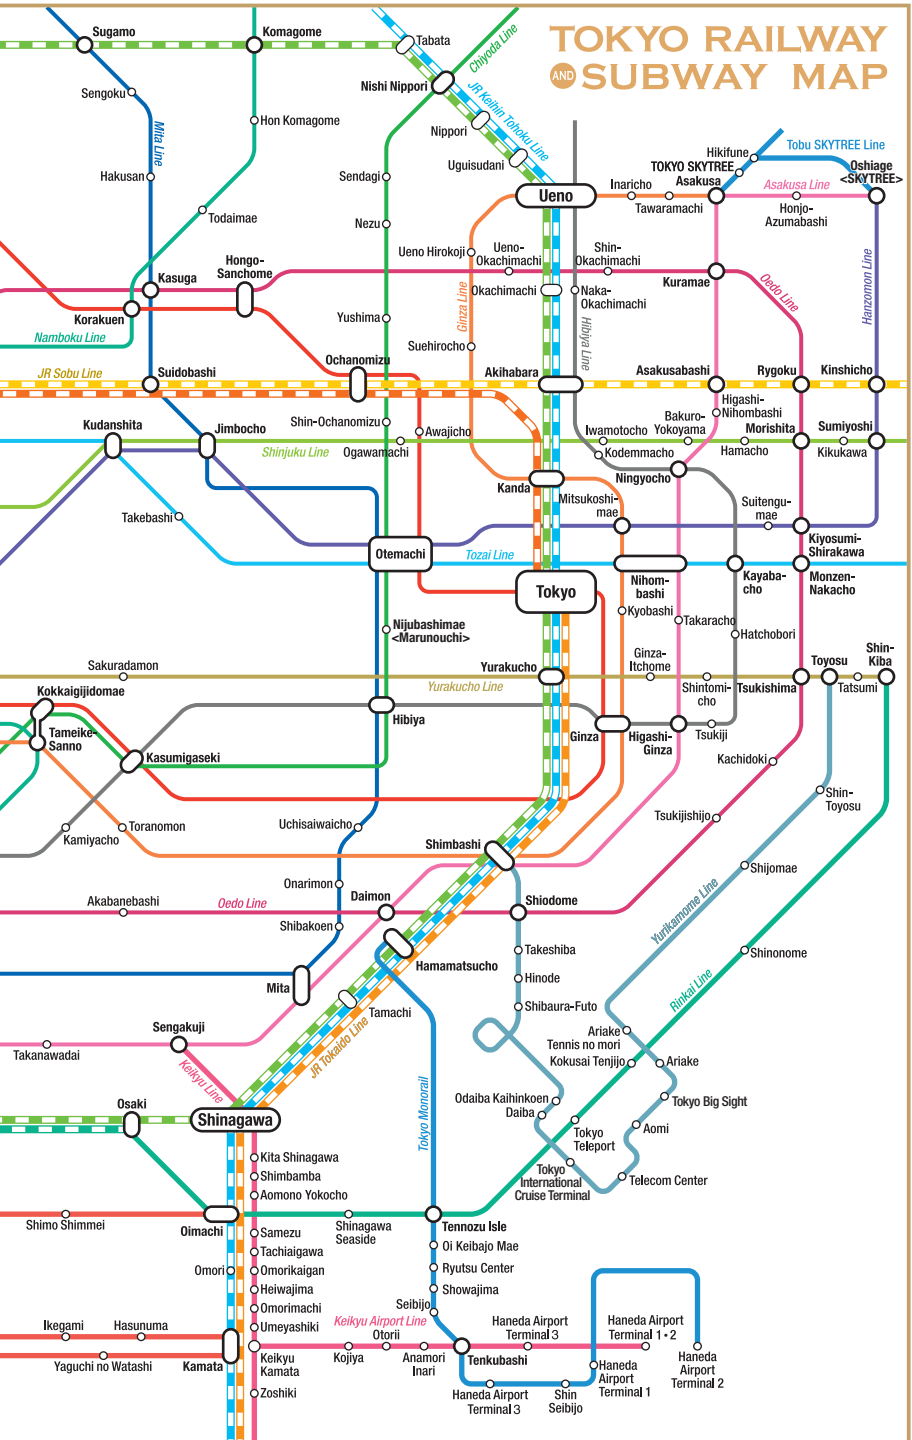 TOKYO RAILWAY
AND SUBWAY MAP
Sugamo
Komagome
Tabata
Chiyoda Line
Nishi Nippori
JR Keihin Tohoku Line
Sengoku
Mita Line
Hon Komagome
Nippori
Uguisudani
Hikifune
Tobu SKYTREE Line
TOKYO SKYTREE
Asakusa
Oshiage
<SKYTREE>
Hakusan
Sendagi
Ueno
Inaricho
Tawaramachi
Asakusa Line
Honjo-
Azumabashi
Todaimae
Nezu
Ueno Hirokoji
Ueno-
Okachimachi
Shin-
Okachimachi
Hongo-
Sanchome
Kasuga
Kuramae
Oedo Line
Hanzomon Line
Okachimachi
Naka-
Okachimachi
Ginza Line
Korakuen
Yushima
Hibiya Line
Namboku Line
Suehirocho
JR Sobu Line
Suidobashi
Ochanomizu
Akihabara
Asakusabashi
Rygoku
Kinshicho
Higashi-
Nihombashi
Kudanshita
Jimbocho
Shin-Ochanomizu
Awajicho
Bakuro-
Yokoyama
Iwamotocho
Morishita
Sumiyoshi
Shinjuku Line
Ogawamachi
Kodemmacho
Hamacho
Kikukawa
Ningyocho
Kanda
Mitsukoshi-
mae
Suitengu-
mae
Takebashi
Kiyosumi-
Shirakawa
Otemachi
Tozai Line
Tokyo
Nihom-
bashi
Kayaba-
cho
Monzen-
Nakacho
Kyobashi
Takaracho
Hatchobori
Nijubashimae
<Marunouchi>
Sakuradamon
Yurakucho
Yurakucho Line
Ginza-
Itchome
Shintomi-
cho
Tsukishima
Toyosu
Tatsumi
Shin-
Kiba
Kokkaigijidomae
Tameike-
Sanno
Hibiya
Ginza
Higashi-
Ginza
Tsukiji
Kasumigaseki
Kachidoki
Shin-
Toyosu
Kamiyacho
Toranomon
Uchisaiwaicho
Tsukijishijo
Shimbashi
Shijomae
Onarimon
Akabanebashi
Oedo Line
Daimon
Shiodome
Yurikamome Line
Shibakoen
Takeshiba
Shinonome
Hamamatsucho
Hinode
Rinkai Line
Mita
Shibaura-Futo
Tamachi
Sengakuji
JR Tokaido Line
Takanawadai
Keikyu Line
Ariake
Tennis no mori
Kokusai Tenjijo
Ariake
Odaiba Kaihinkoen
Daiba
Tokyo Big Sight
Osaki
Shinagawa
Tokyo Monorail
Tokyo
Teleport
Aomi
Kita Shinagawa
Shimbamba
Aomono Yokocho
Tokyo
International
Cruise Terminal
Telecom Center
Shimo Shimmei
Oimachi
Shinagawa
Seaside
Tennozu Isle
Samezu
Tachiaigawa
Omori
Omorikaigan
Heiwajima
Omorimachi
Umeyashiki
Oi Keibajo Mae
Ryutsu Center
Showajima
Seibijo
Keikyu Airport Line
Ikegami
Hasunuma
Yaguchi no Watashi
Kamata
Keikyu
Kamata
Kojiya
Otorii
Anamori
Inari
Tenkubashi
Haneda Airport
Terminal 3
Haneda Airport
Terminal 1・2
Haneda
Airport
Terminal 1
Haneda
Airport
Terminal 2
Zoshiki
Haneda Airport
Terminal 3
Shin
Seibijo